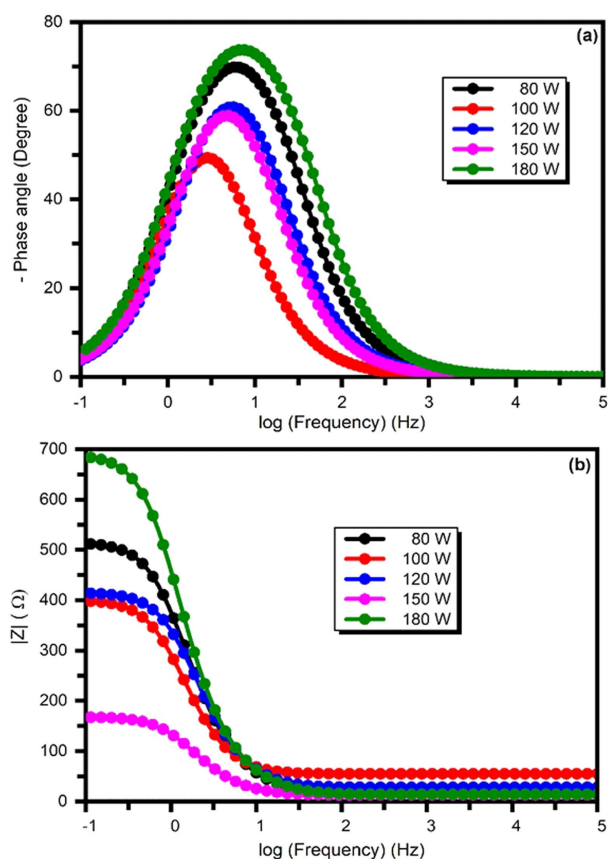 (a)
80
60
40
20
0
- Phase angle (Degree)
80 W
100 W
120 W
150 W
180 W
-1 0 1 2 3 4 5
log (Frequency) (Hz)
(b)
700
600
500
400
300
200
100
0
|Z| ( Ω)
80 W
100 W
120 W
150 W
180 W
-1 0 1 2 3 4 5
log (Frequency) (Hz)